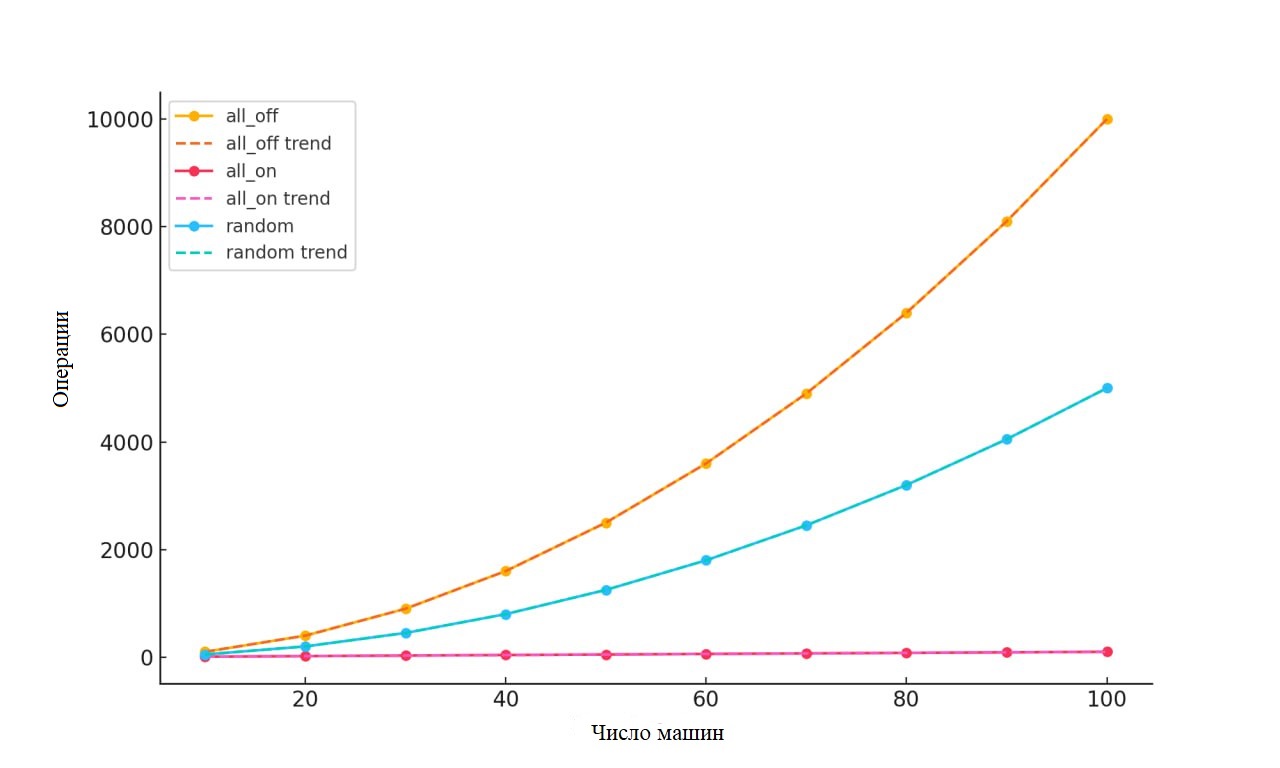 all_off
all_off trend
all_on
all_on trend
random
random trend
10000
8000
6000
4000
2000
0
Операции
20 40 60 80 100
Число машин